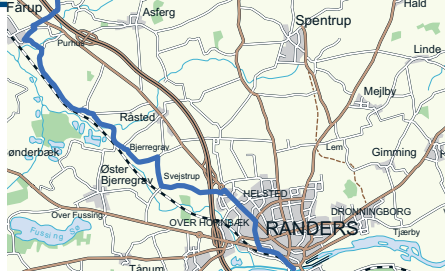 Fårup
Asferg
Hald
Spentrup
Purhus
Linde
Mejlby
Råsted
Bjerregrav
Lem
Gimming
ønderbæk
Øster
Bjerregrav
Svejstrup
HELSTED
Over Fussing
OVER HORNBÆK
DRONNINGBORG
RANDERS
Tjærby
Fussing Sø
Tånum